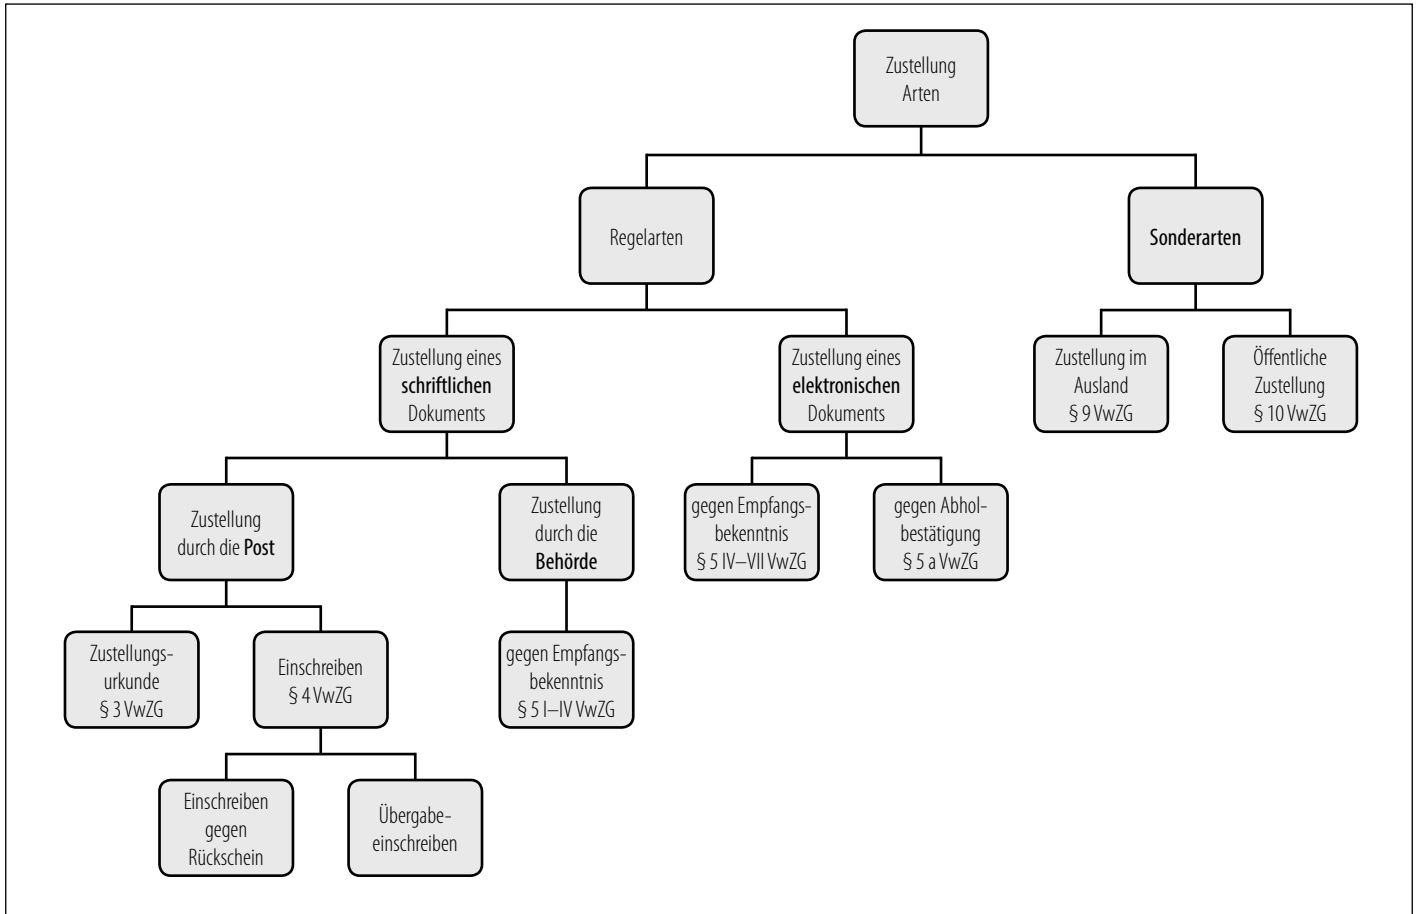 Zustellung
Arten
Regelarten
Sonderarten
Zustellung eines
schriftlichen
Dokuments
Zustellung eines
elektronischen
Dokuments
Zustellung im
Ausland
§ 9 VwZG
Öffentliche
Zustellung
§ 10 VwZG
Zustellung
durch die Post
Zustellung
durch die
Behörde
gegen Empfangs-
bekenntnis
§ 5 IV–VII VwZG
gegen Abhol-
bestätigung
§ 5 a VwZG
Zustellungs-
urkunde
§ 3 VwZG
Einschreiben
§ 4 VwZG
gegen Empfangs-
bekenntnis
§ 5 I–IV VwZG
Einschreiben
gegen
Rückschein
Übergabe-
einschreiben